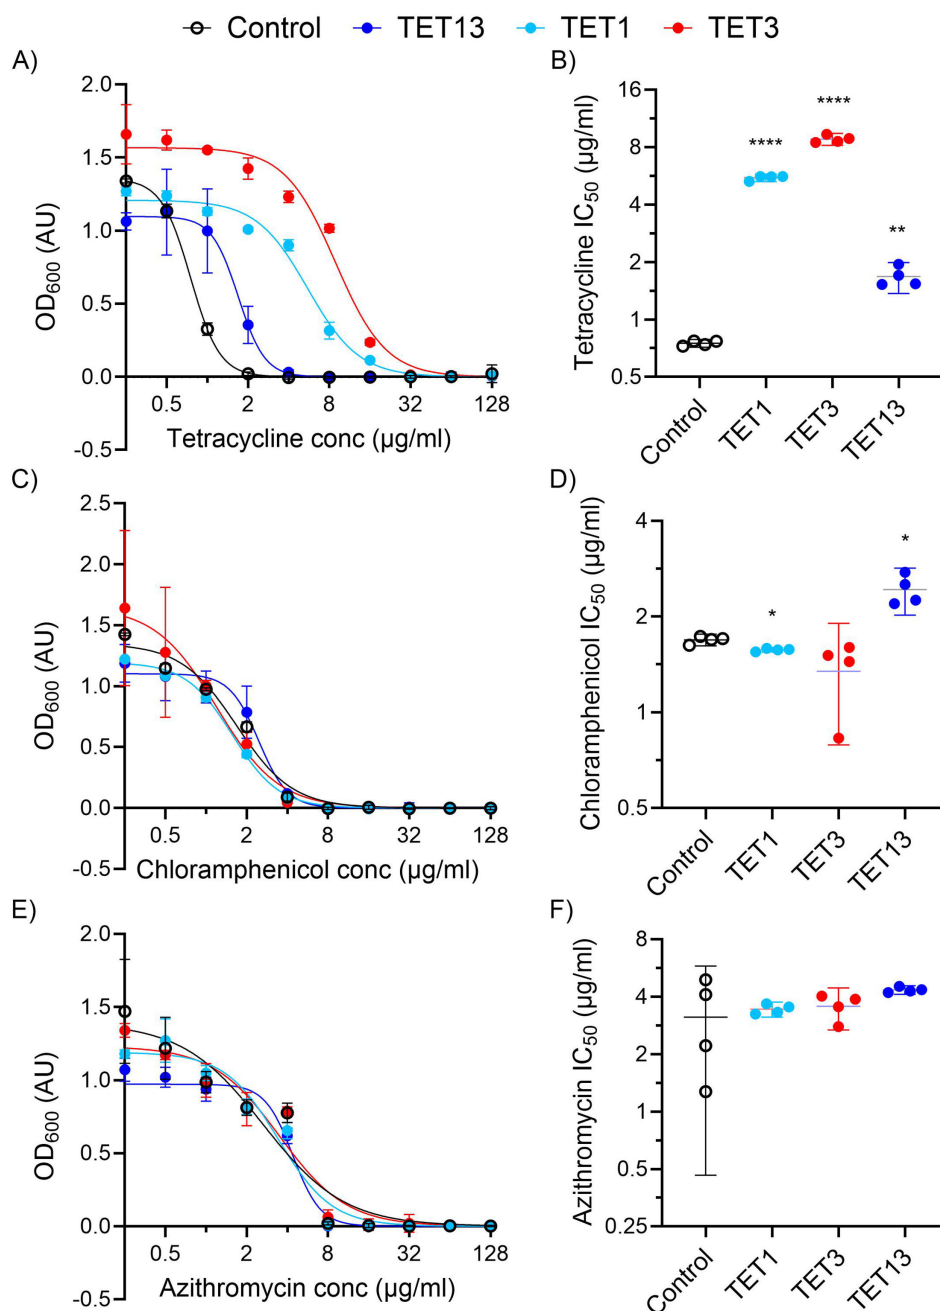 Control TET13 TET1 TET3
A)
2.0
1.5
1.0
0.5
0.0
-0.5
OD600 (AU)
0.5 2 8 32 128
Tetracycline conc (µg/ml)
B)
16
8
4
2
1
0.5
Tetracycline IC50 (µg/ml)
****
****
**
Control TET1 TET3 TET13
C)
2.5
2.0
1.5
1.0
0.5
0.0
-0.5
OD600 (AU)
0.5 2 8 32 128
Chloramphenicol conc (µg/ml)
D)
4
2
1
0.5
Chloramphenicol IC50 (µg/ml)
*
*
Control TET1 TET3 TET13
E)
2.0
1.5
1.0
0.5
0.0
-0.5
OD600 (AU)
0.5 2 8 32 128
Azithromycin conc (µg/ml)
F)
8
4
2
1
0.5
0.25
Azithromycin IC50 (µg/ml)
Control TET1 TET3 TET13